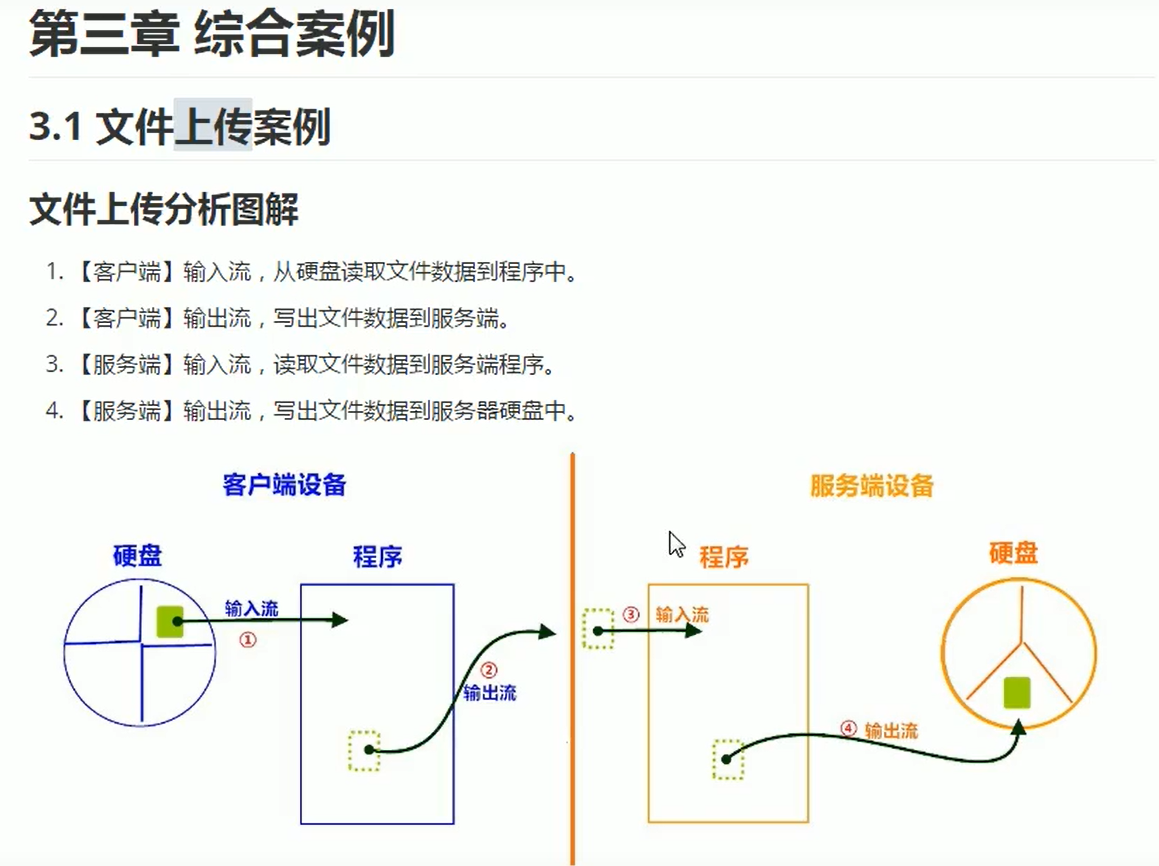 第三章 综合案例
3.1 文件上传案例
文件上传分析图解
1. 【客户端】输入流，从硬盘读取文件数据到程序中。
2. 【客户端】输出流，写出文件数据到服务端。
3. 【服务端】输入流，读取文件数据到服务端程序。
4. 【服务端】输出流，写出文件数据到服务器硬盘中。
客户端设备
服务端设备
硬盘
程序
程序
硬盘
输入流
①
②
输出流
③ 输入流
④ 输出流